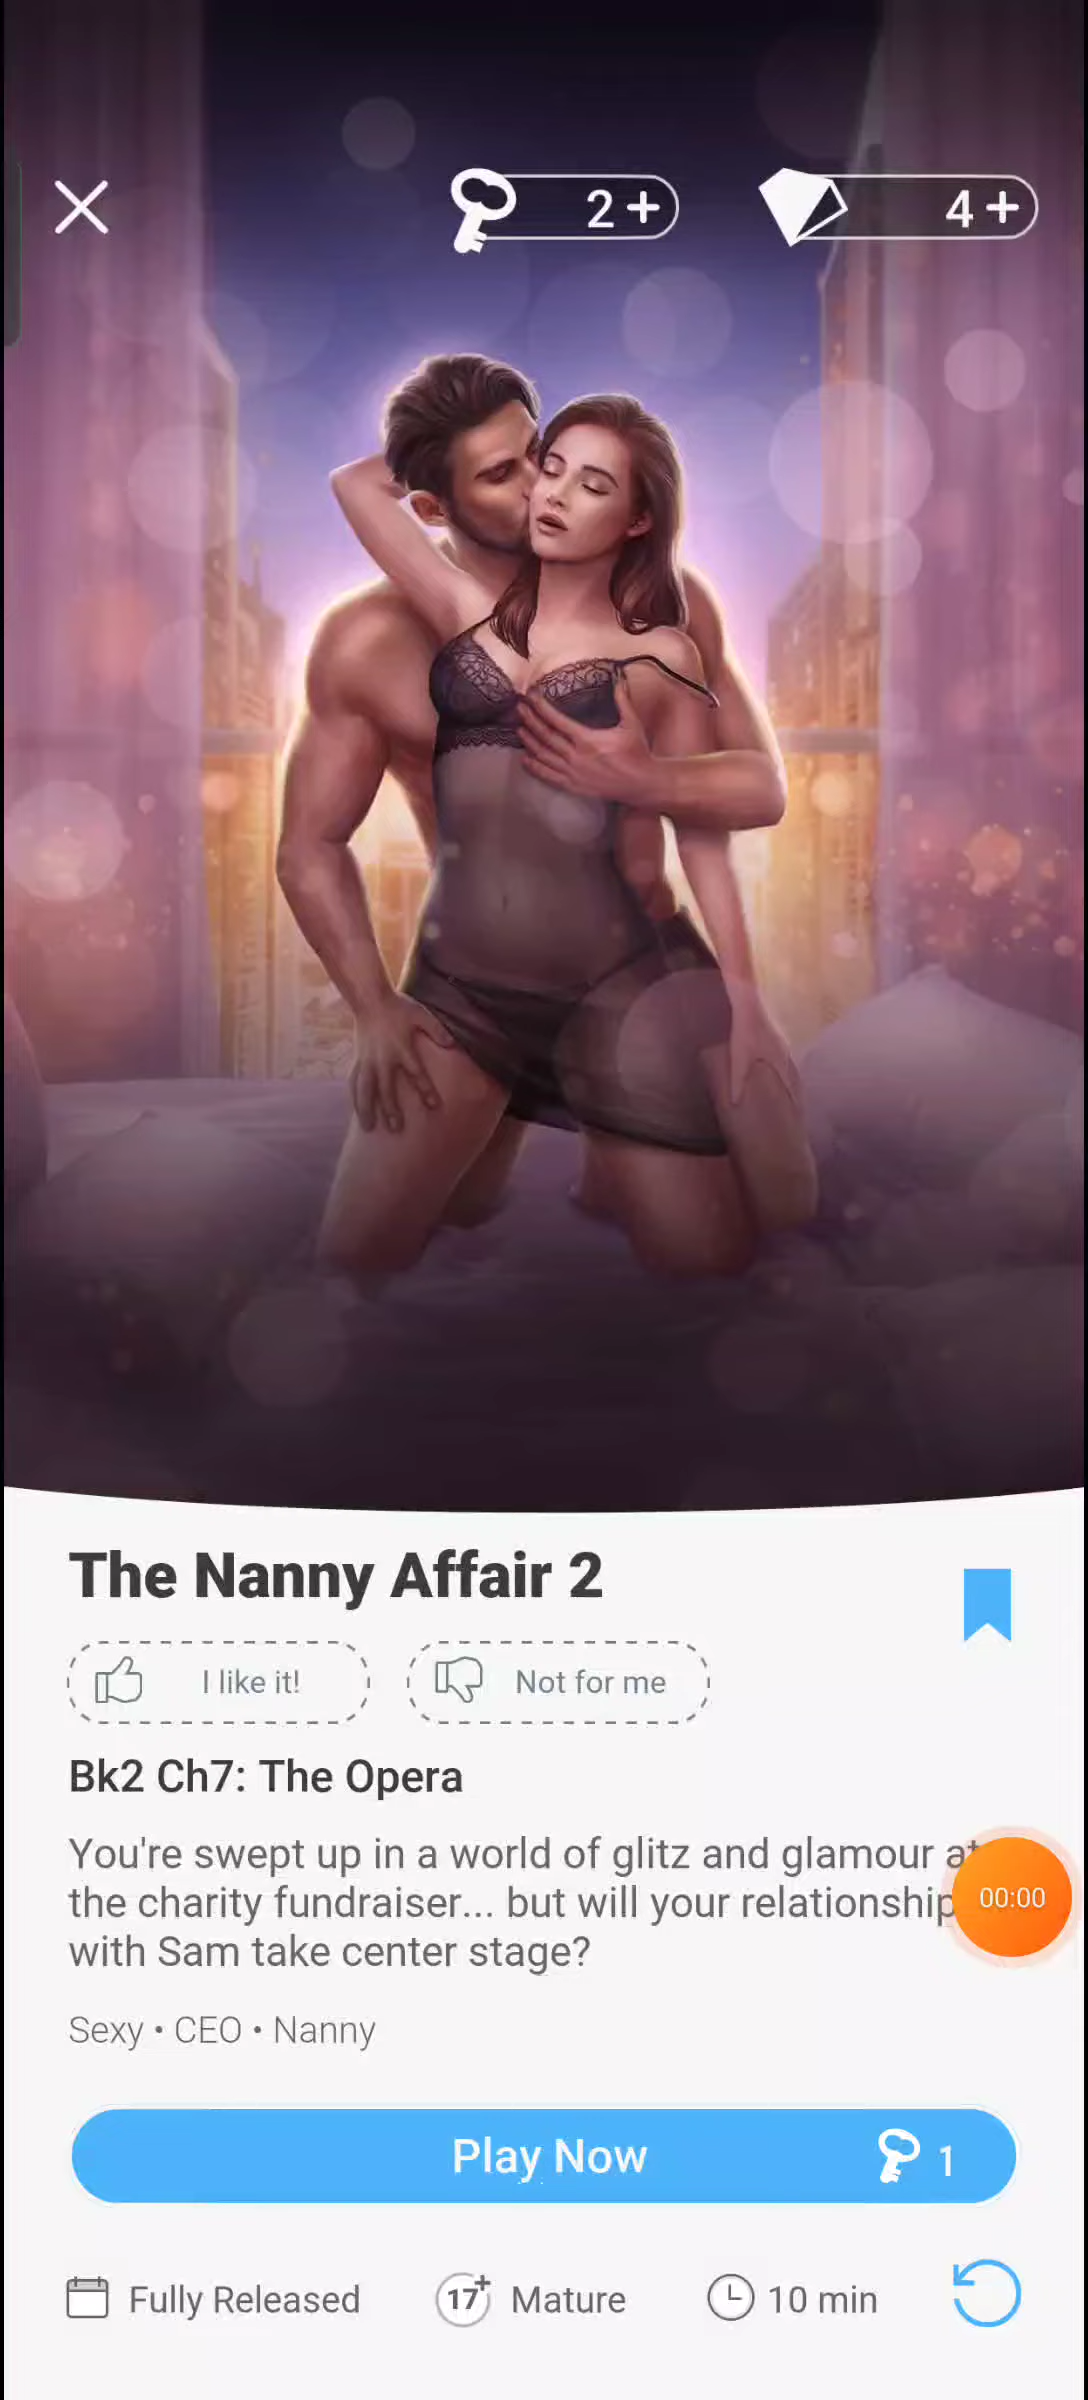 2 +
4 +
The Nanny Affair 2
I like it!
Not for me
Bk2 Ch7: The Opera
You're swept up in a world of glitz and glamour at
the charity fundraiser... but will your relationship
with Sam take center stage?
Sexy • CEO • Nanny
00:00
Play Now
1
Fully Released
17+
Mature
10 min